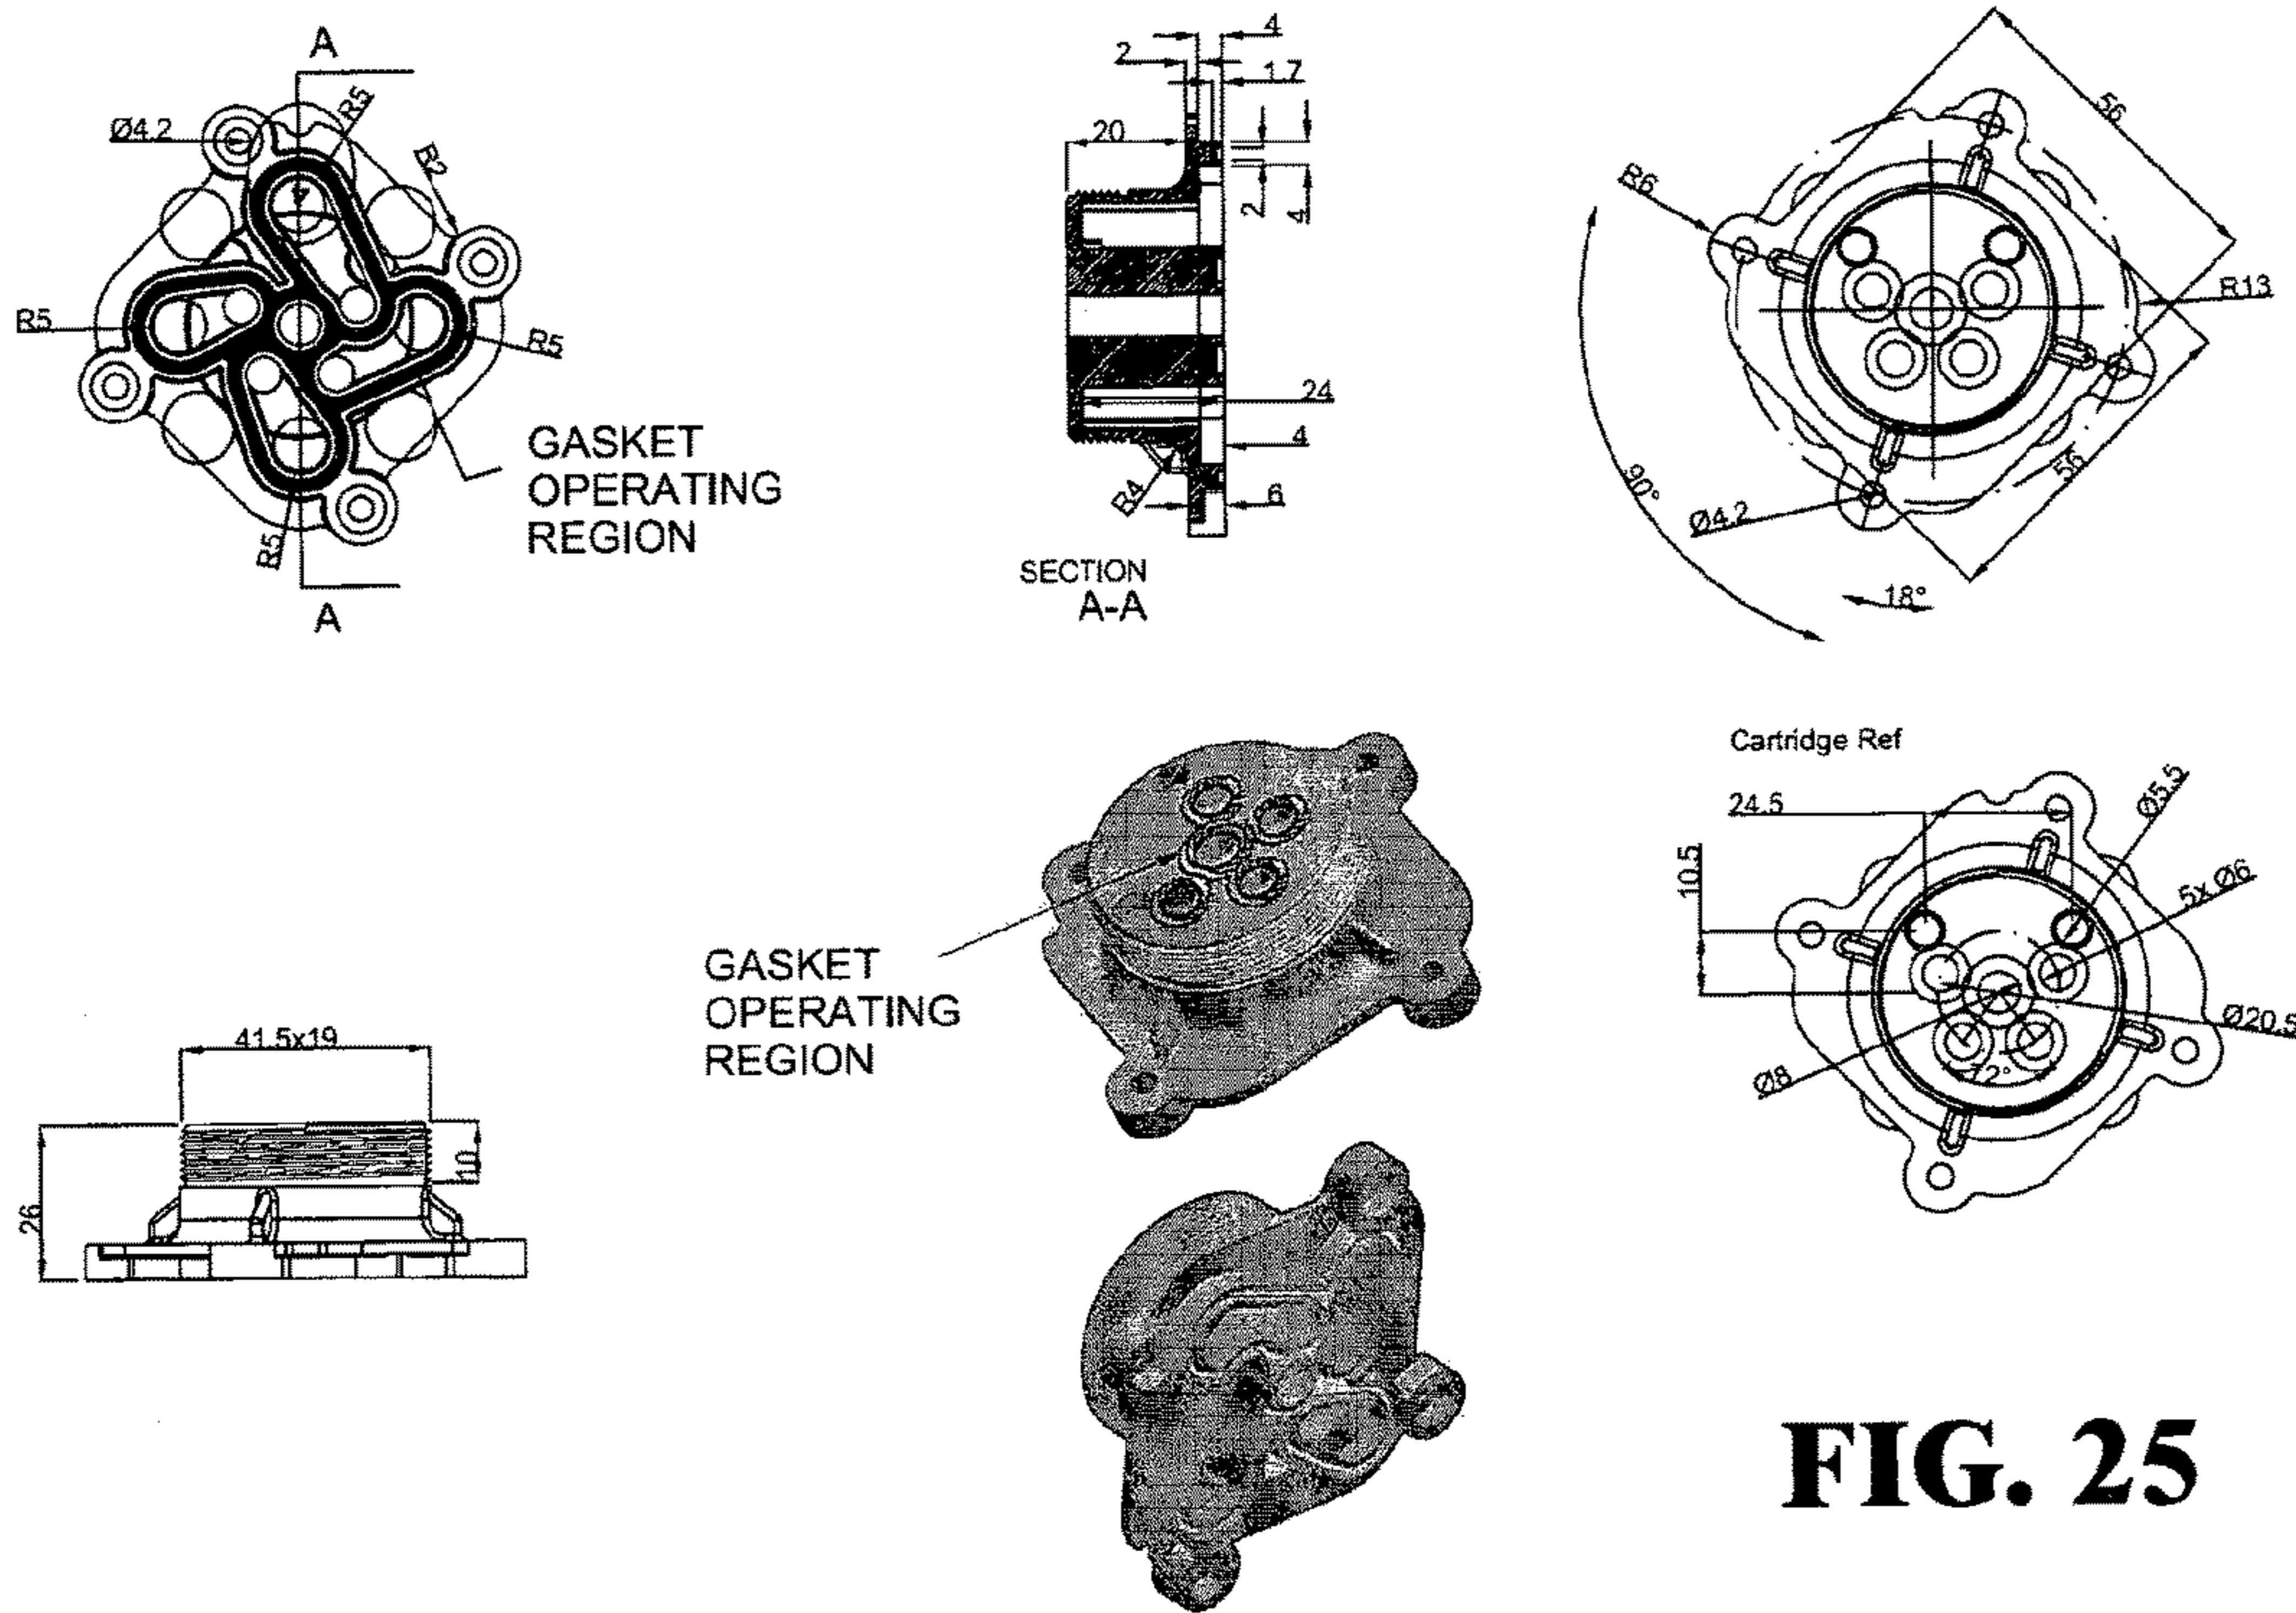 A
R5
Ø4.2
R2
R5
R5
R5
A
GASKET
OPERATING
REGION
4
2
1.7
20
2
4
24
4
R4
6
SECTION
A-A
56
R6
R13
90°
56
Ø4.2
18°
Cartridge Ref
24.5
Ø5.5
10.5
5x Ø6
Ø20.5
Ø8
72°
GASKET
OPERATING
REGION
41.5x19
10
26
FIG. 25